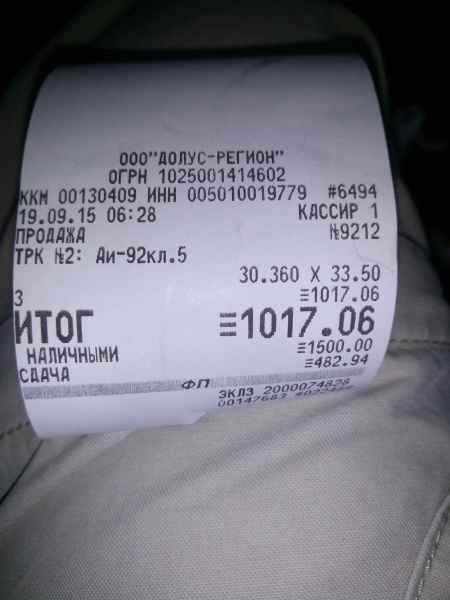 ООО"ДОЛУС-РЕГИОН"
ОГРН 1025001414602
ККМ 00130409 ИНН 005010019779 #6494
19.09.15 06:28 КАССИР 1
ПРОДАЖА №9212
ТРК №2: Аи-92кл.5
30.360 X 33.50
3 ≡1017.06
ИТОГ ≡1017.06
НАЛИЧНЫМИ ≡1500.00
СДАЧА ≡482.94
ФП
ЭКЛЗ 2000074828
00147683